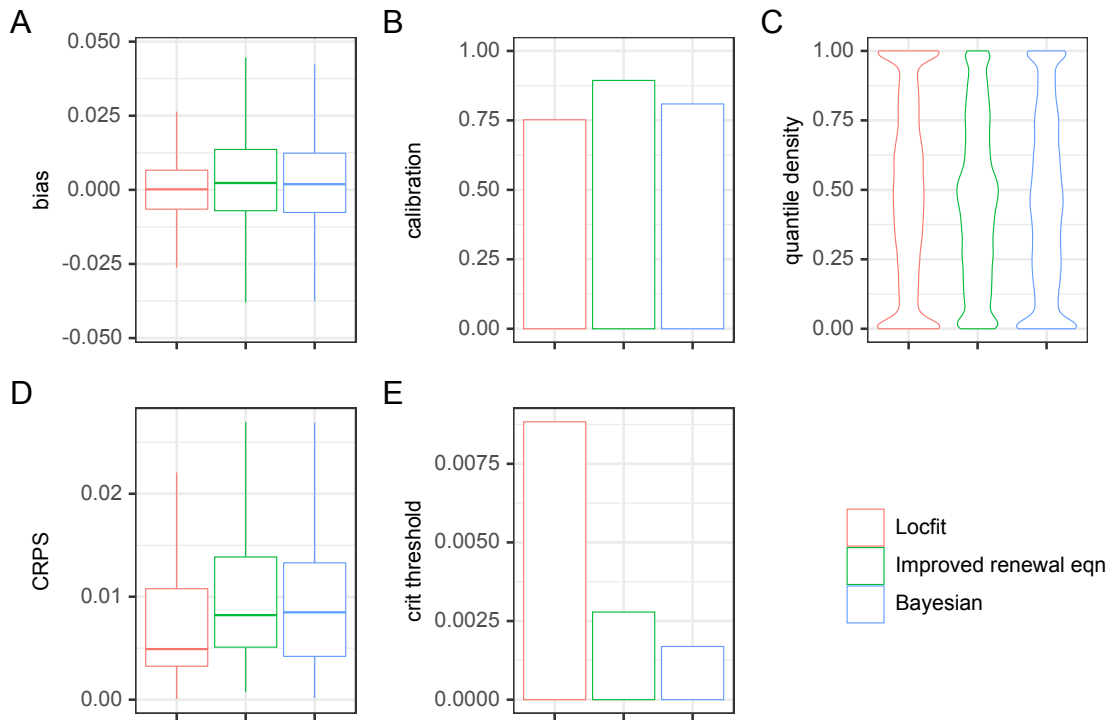 A
bias
0.050
0.025
0.000
-0.025
-0.050
B
calibration
1.00
0.75
0.50
0.25
0.00
C
quantile density
1.00
0.75
0.50
0.25
0.00
D
CRPS
0.02
0.01
0.00
E
crit threshold
0.0075
0.0050
0.0025
0.0000
Locfit
Improved renewal eqn
Bayesian